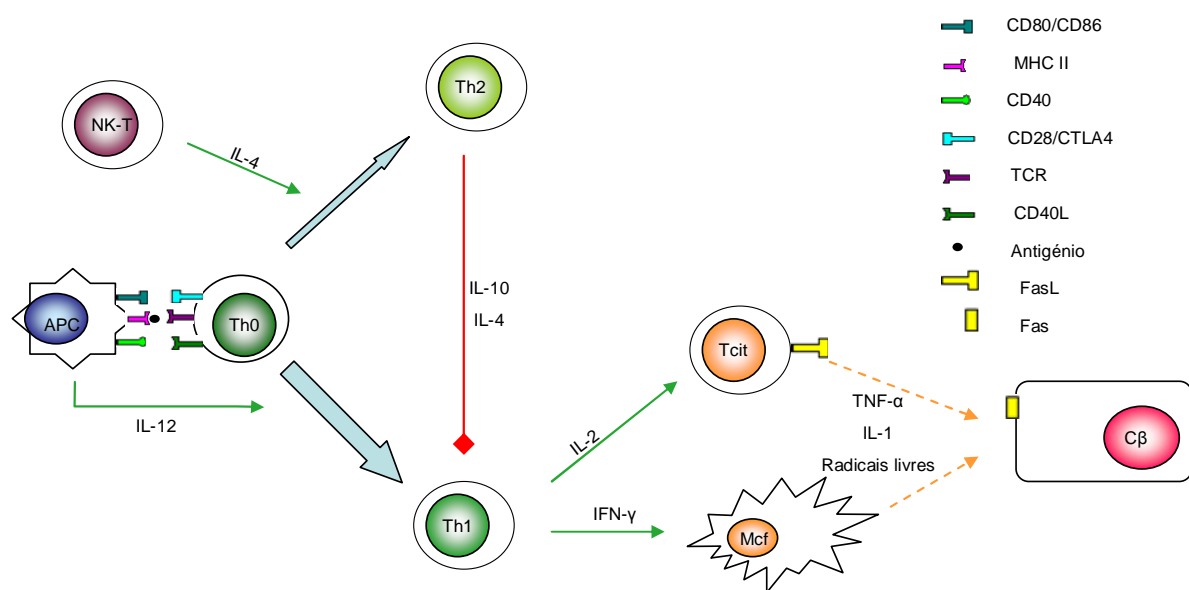 NK-T
IL-4
Th2
APC
Th0
IL-12
IL-10
IL-4
Th1
IL-2
IFN-γ
Tcit
Mcf
TNF-α
IL-1
Radicais livres
Cβ
CD80/CD86
MHC II
CD40
CD28/CTLA4
TCR
CD40L
Antigénio
FasL
Fas